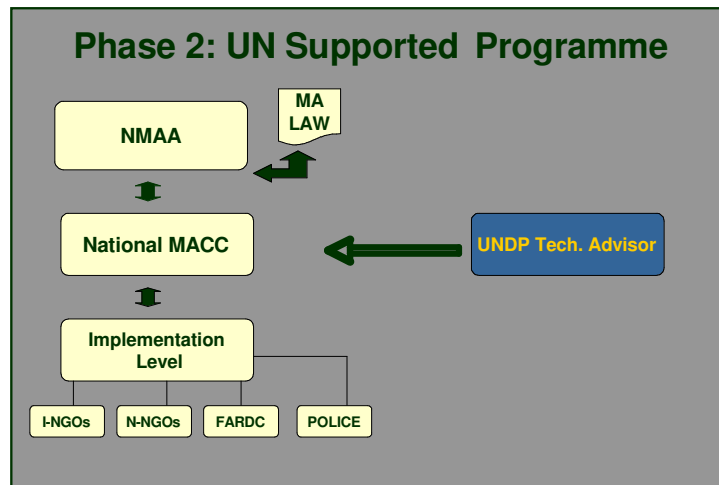 Phase 2: UN Supported Programme
MA
LAW
NMAA
National MACC
UNDP Tech. Advisor
Implementation
Level
I-NGOs
N-NGOs
FARDC
POLICE